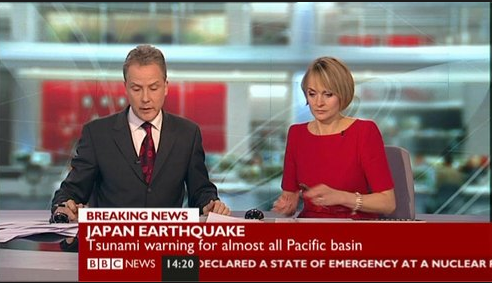 BREAKING NEWS
JAPAN EARTHQUAKE
Tsunami warning for almost all Pacific basin
BBC NEWS 14:20 DECLARED A STATE OF EMERGENCY AT A NUCLEAR